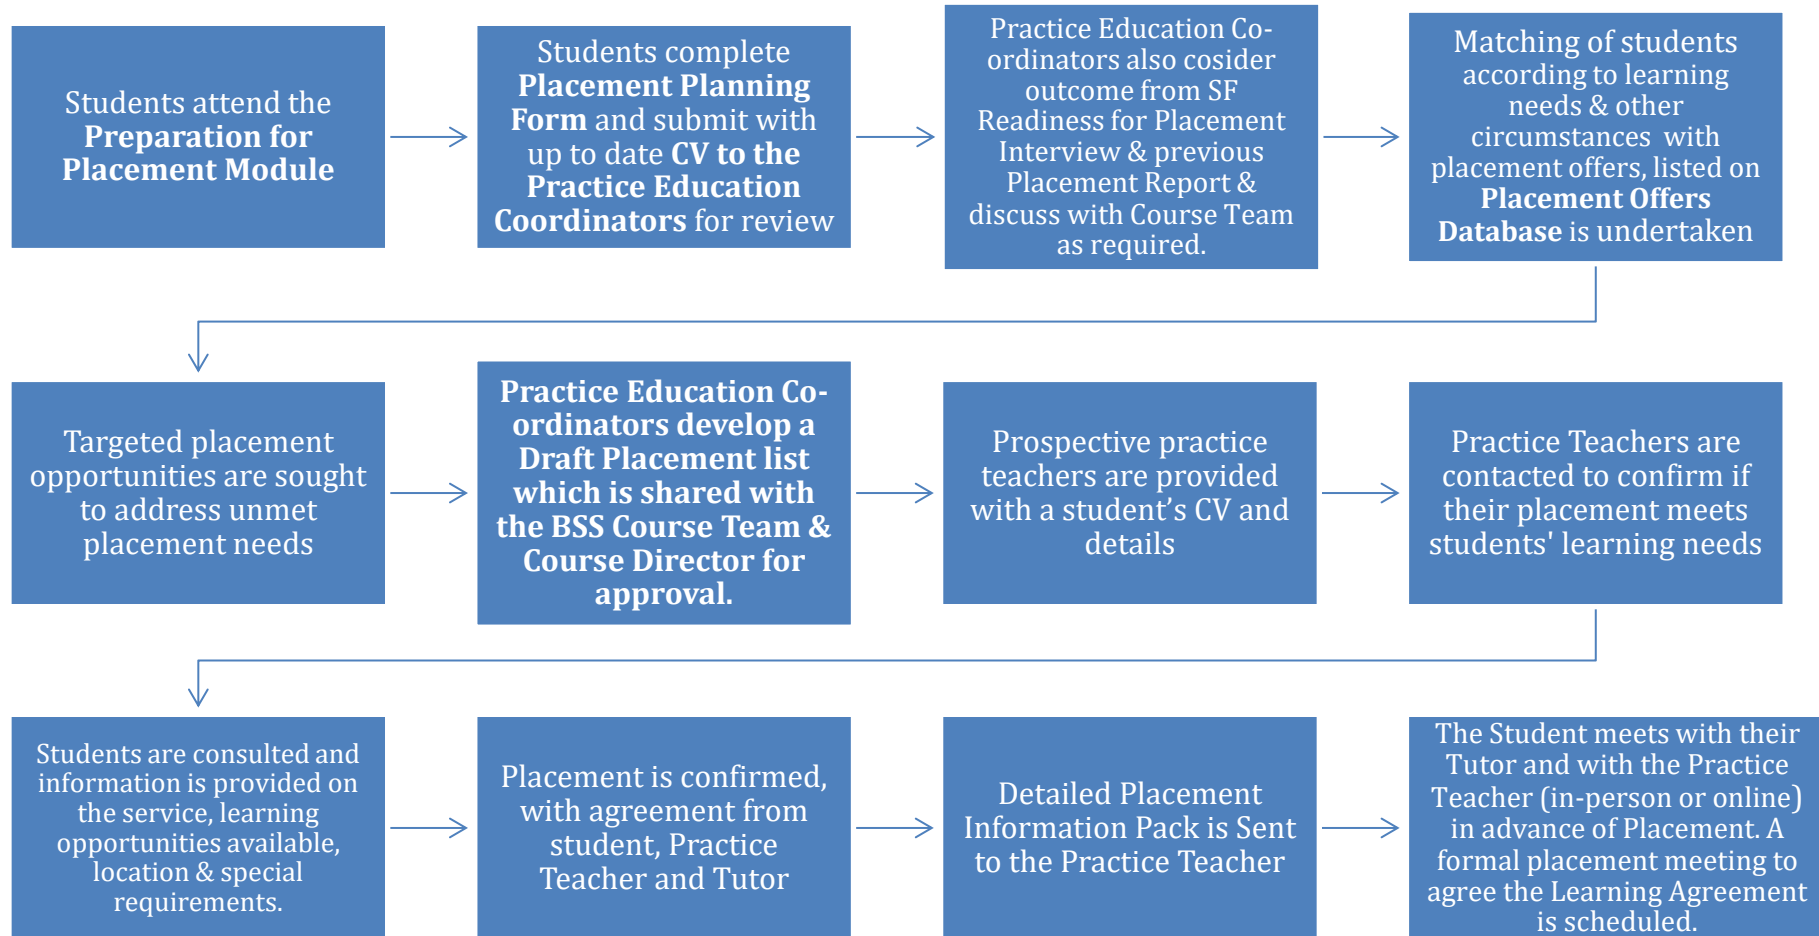 Students attend the
Preparation for
Placement Module
Students complete
Placement Planning
Form and submit with
up to date CV to the
Practice Education
Coordinators for review
Practice Education Co-
ordinators also cosider
outcome from SF
Readiness for Placement
Interview & previous
Placement Report &
discuss with Course Team
as required.
Matching of students
according to learning
needs & other
circumstances with
placement offers, listed on
Placement Offers
Database is undertaken
Targeted placement
opportunities are sought
to address unmet
placement needs
Practice Education Co-
ordinators develop a
Draft Placement list
which is shared with
the BSS Course Team &
Course Director for
approval.
Prospective practice
teachers are provided
with a student’s CV and
details
Practice Teachers are
contacted to confirm if
their placement meets
students' learning needs
Students are consulted and
information is provided on
the service, learning
opportunities available,
location & special
requirements.
Placement is confirmed,
with agreement from
student, Practice
Teacher and Tutor
Detailed Placement
Information Pack is Sent
to the Practice Teacher
The Student meets with their
Tutor and with the Practice
Teacher (in-person or online)
in advance of Placement. A
formal placement meeting to
agree the Learning Agreement
is scheduled.